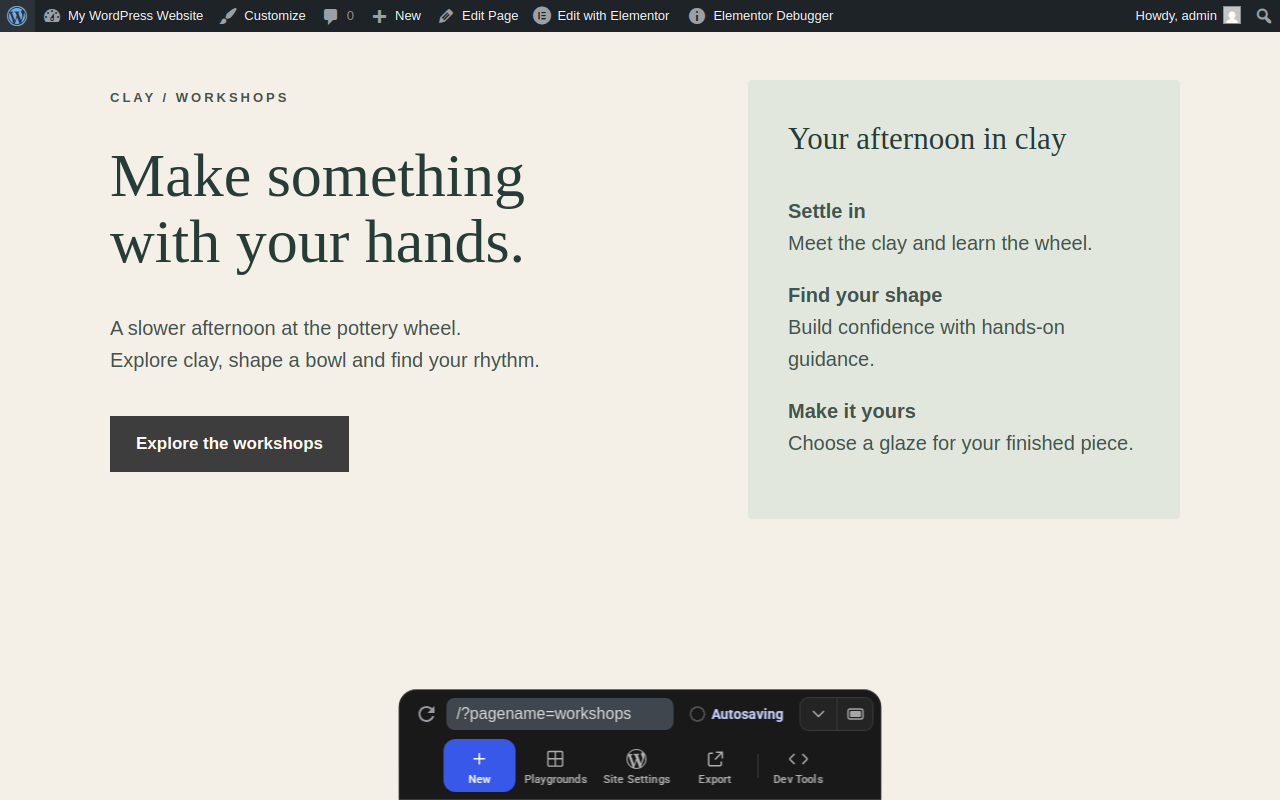 My WordPress Website Customize 0 New Edit Page Edit with Elementor Elementor Debugger Howdy, admin
CLAY / WORKSHOPS
Make something
with your hands.
A slower afternoon at the pottery wheel.
Explore clay, shape a bowl and find your rhythm.
Explore the workshops
Your afternoon in clay
Settle in
Meet the clay and learn the wheel.
Find your shape
Build confidence with hands-on
guidance.
Make it yours
Choose a glaze for your finished piece.
/?pagename=workshops Autosaving
New Playgrounds Site Settings Export Dev Tools